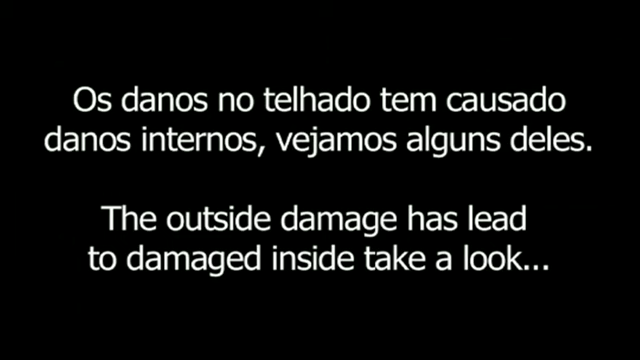 Os danos no telhado tem causado
danos internos, vejamos alguns deles.
The outside damage has lead
to damaged inside take a look...